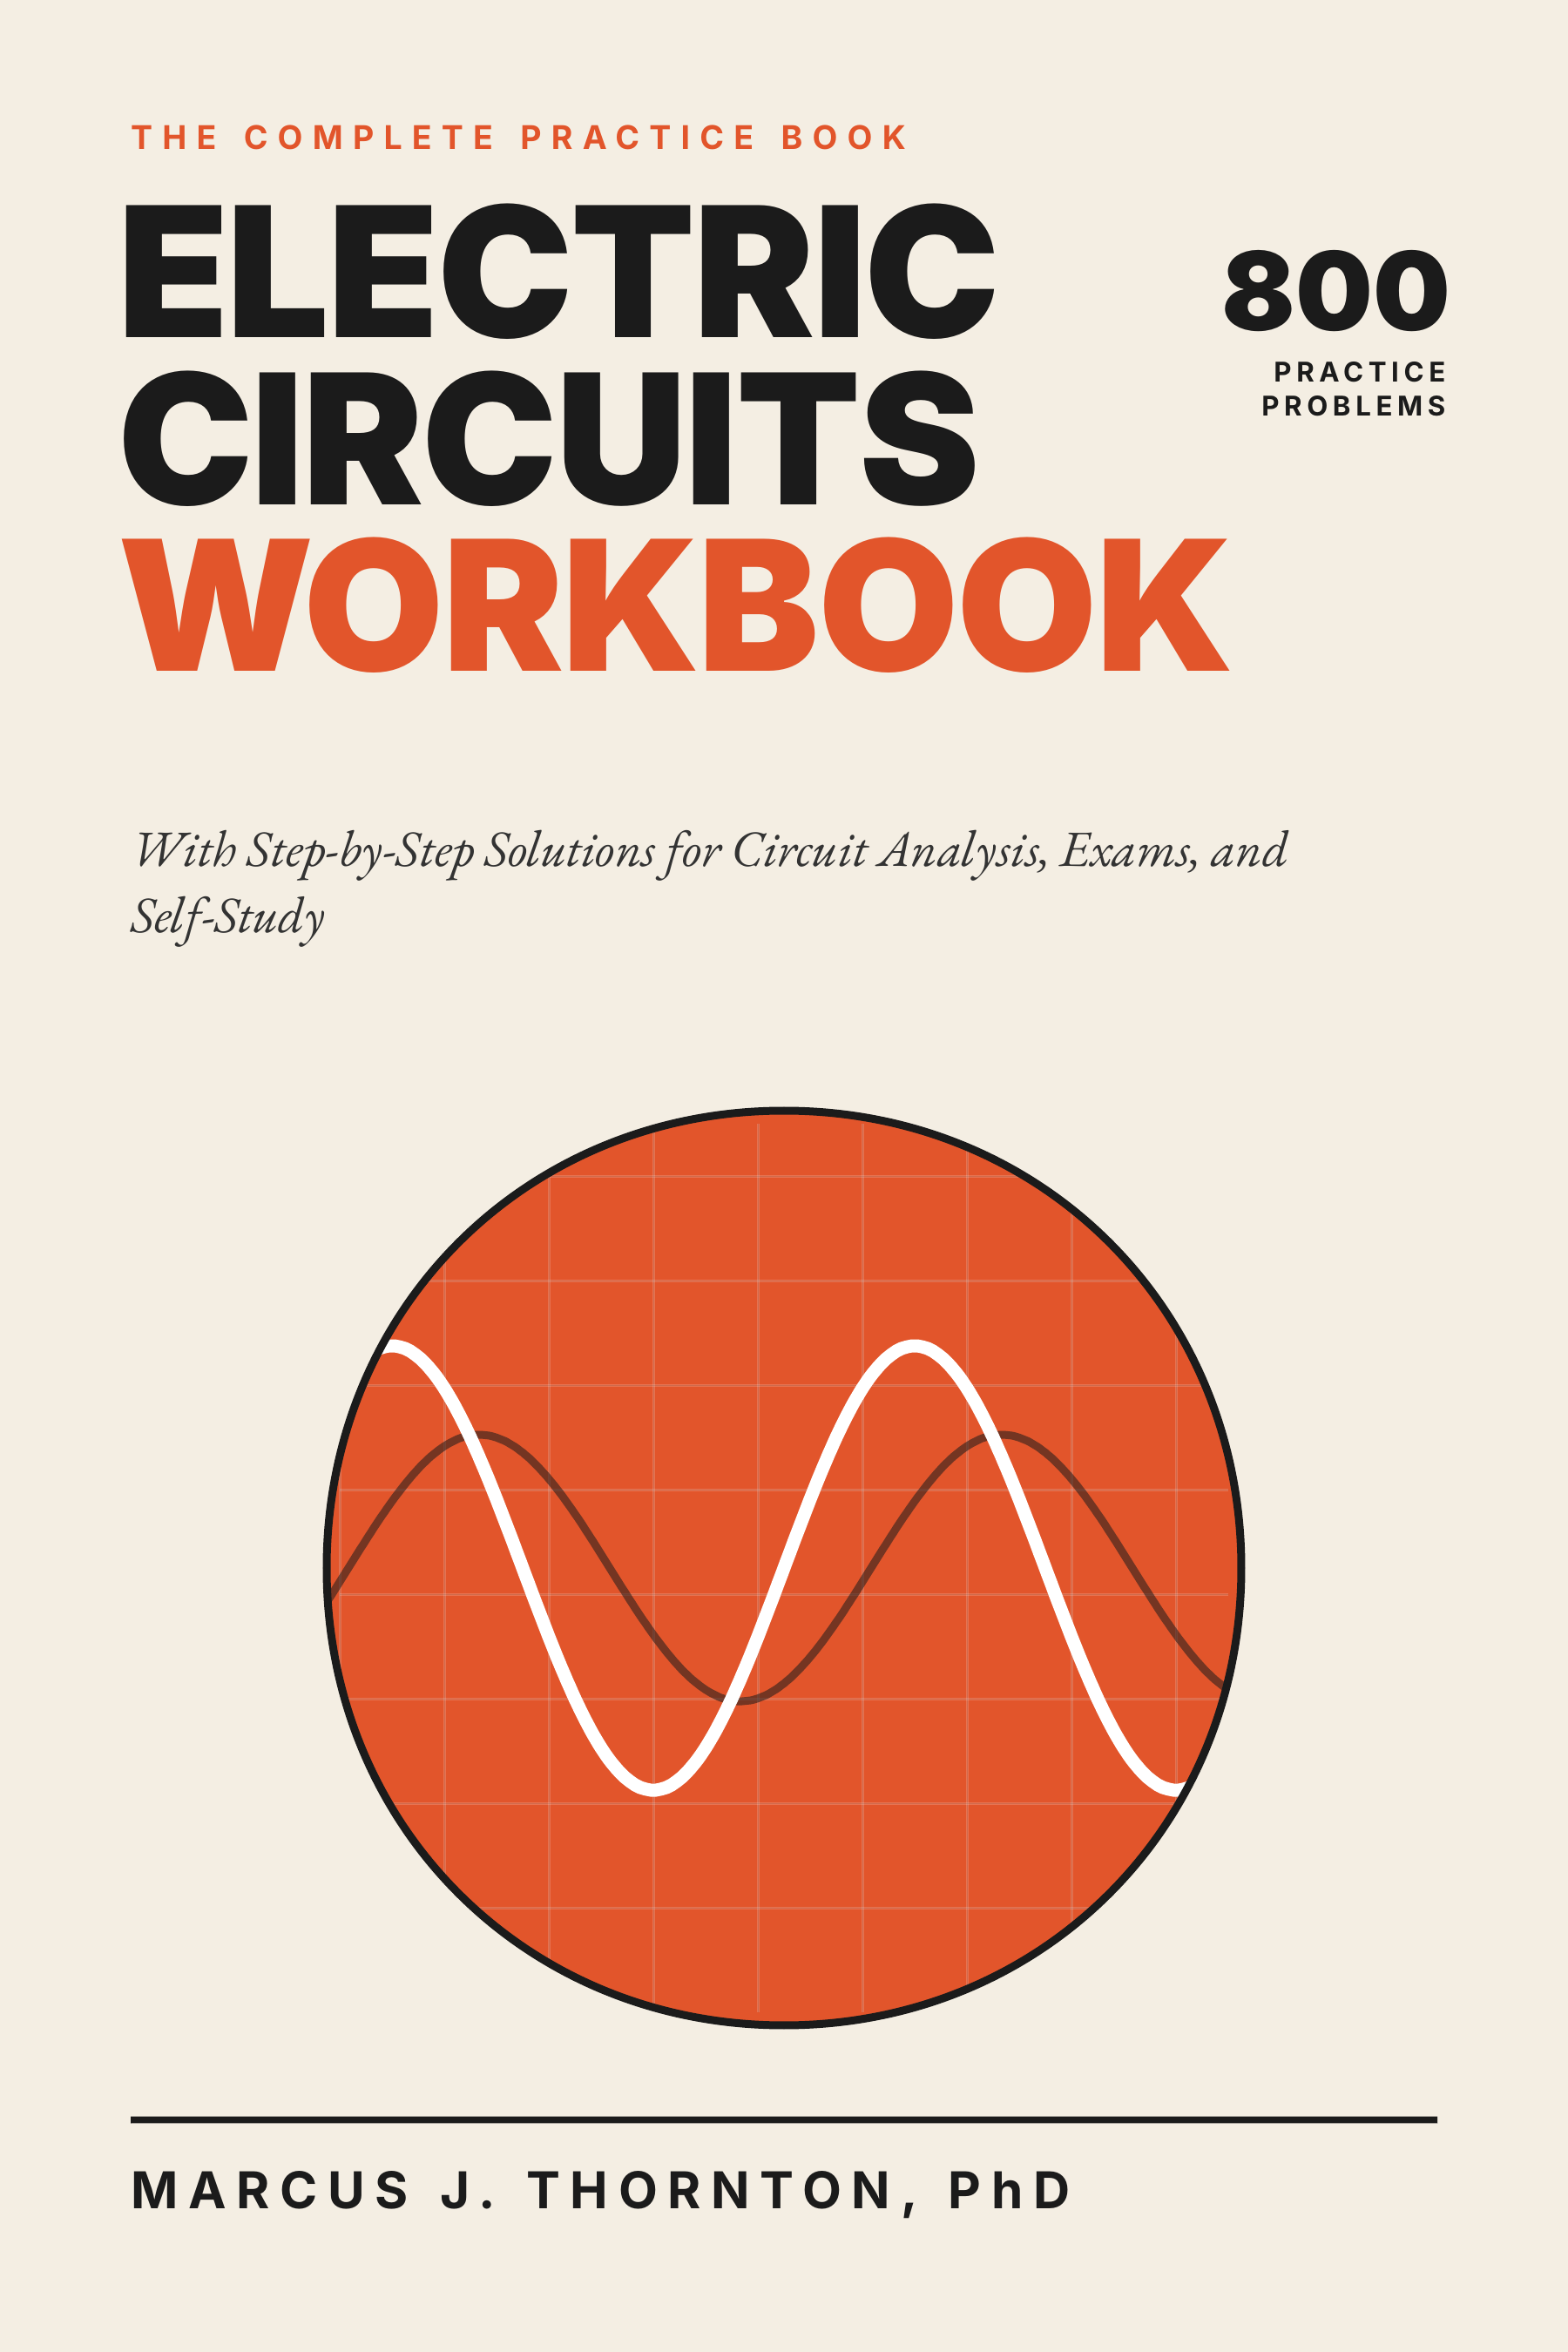 THE COMPLETE PRACTICE BOOK
ELECTRIC
CIRCUITS
WORKBOOK
800
PRACTICE
PROBLEMS
With Step-by-Step Solutions for Circuit Analysis, Exams, and
Self-Study
MARCUS J. THORNTON, PhD